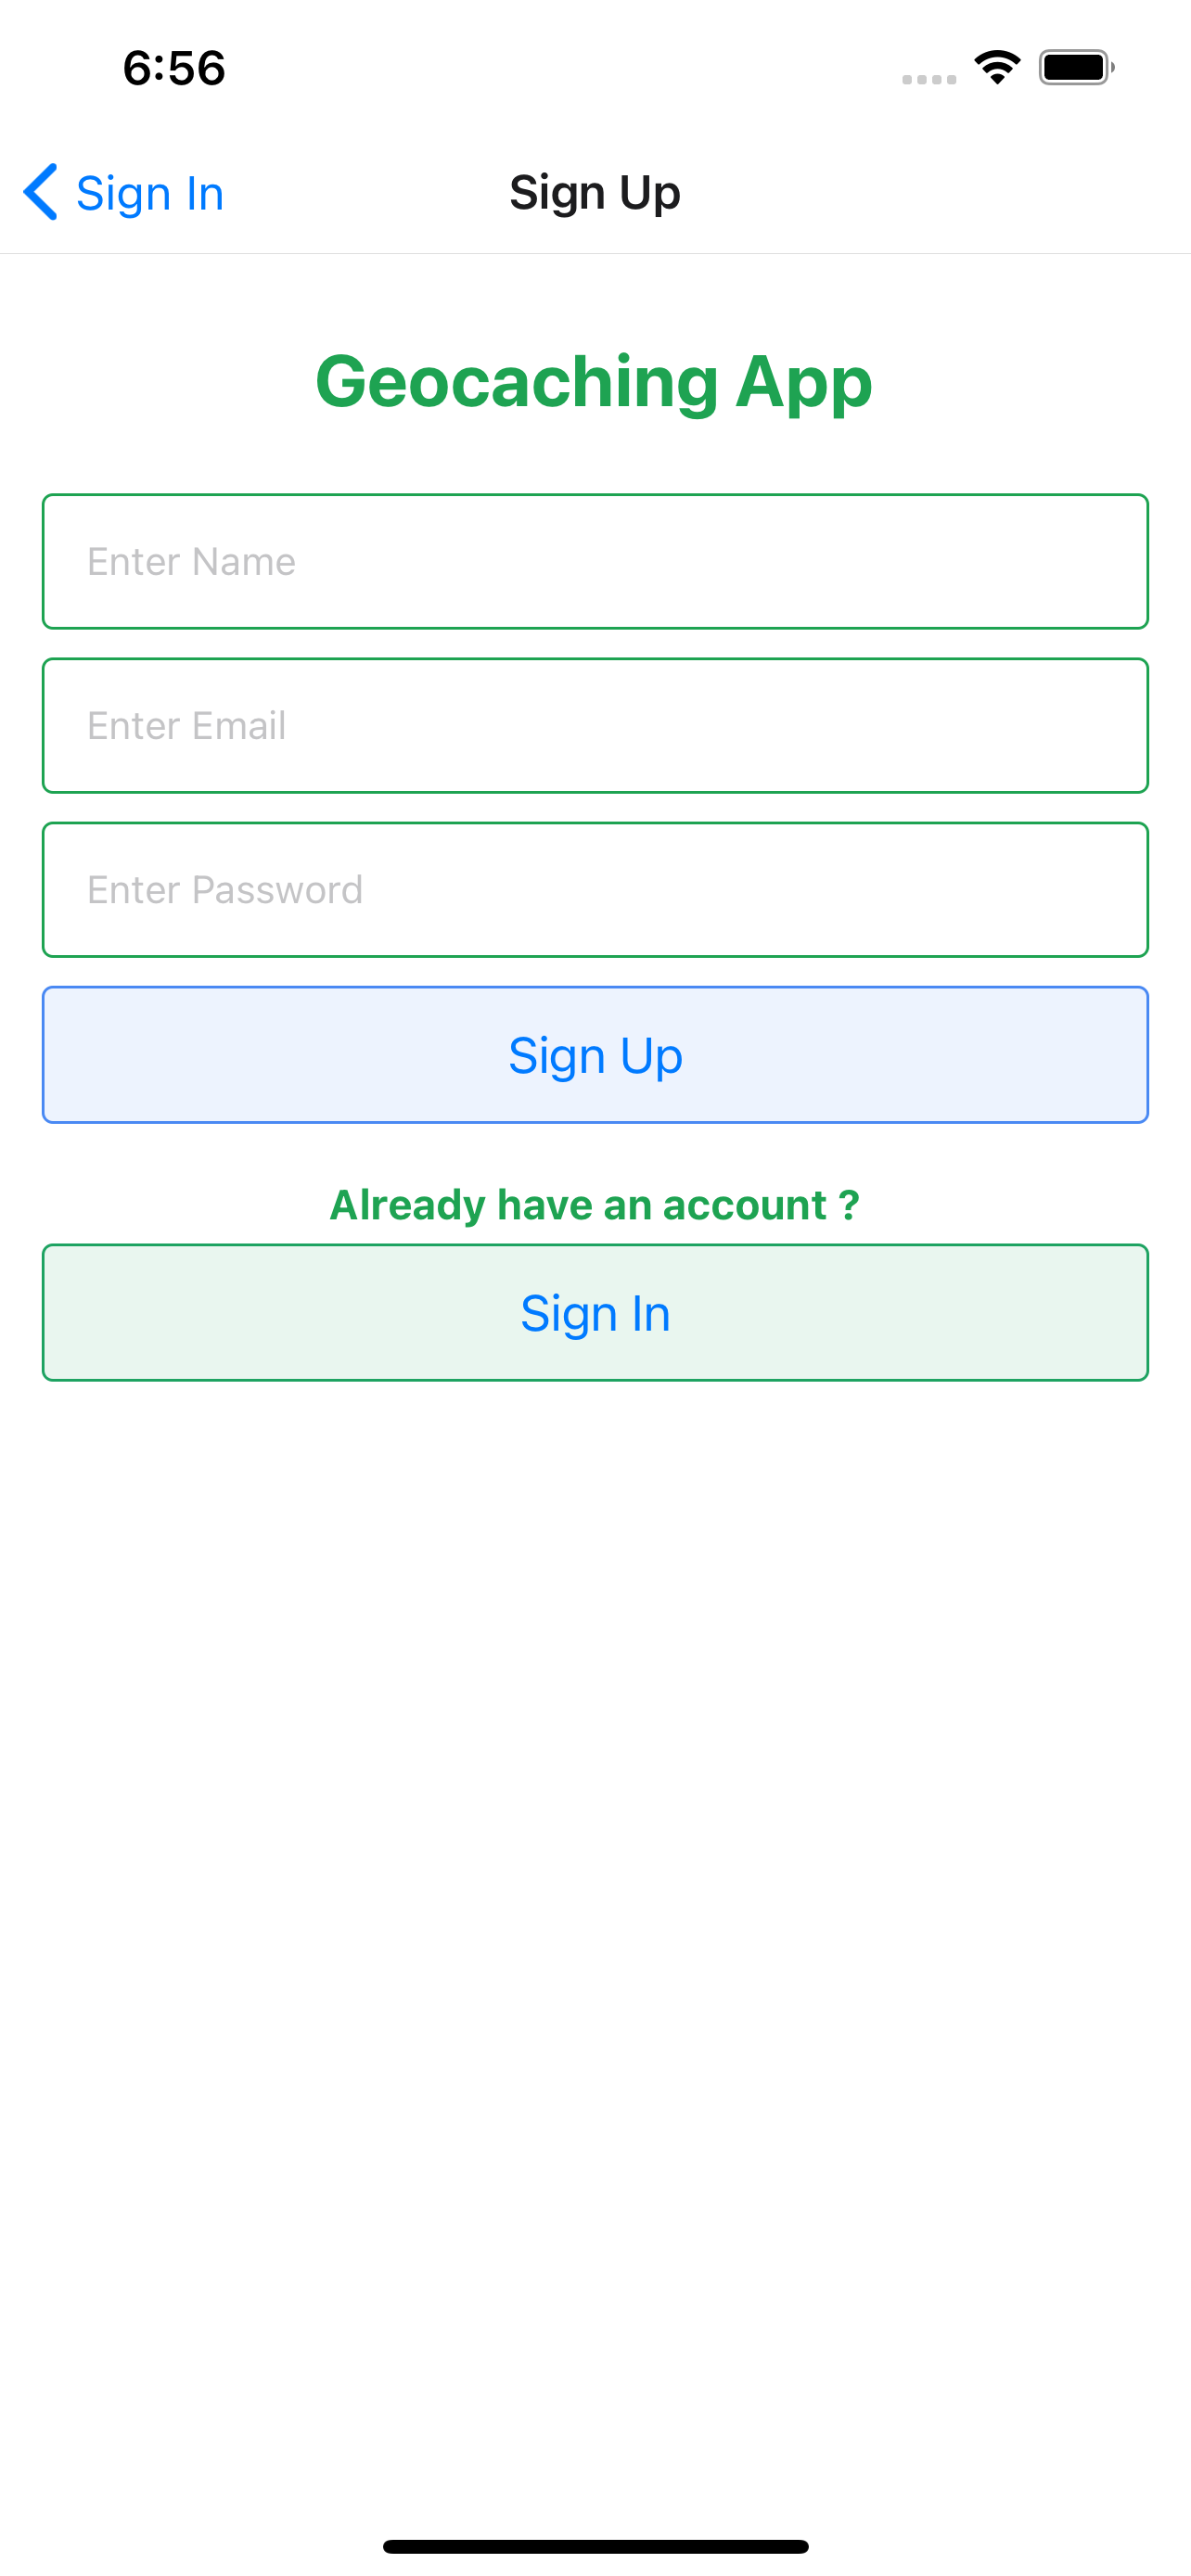 6:56
Sign In
Sign Up
Geocaching App
Enter Name
Enter Email
Enter Password
Sign Up
Already have an account ?
Sign In